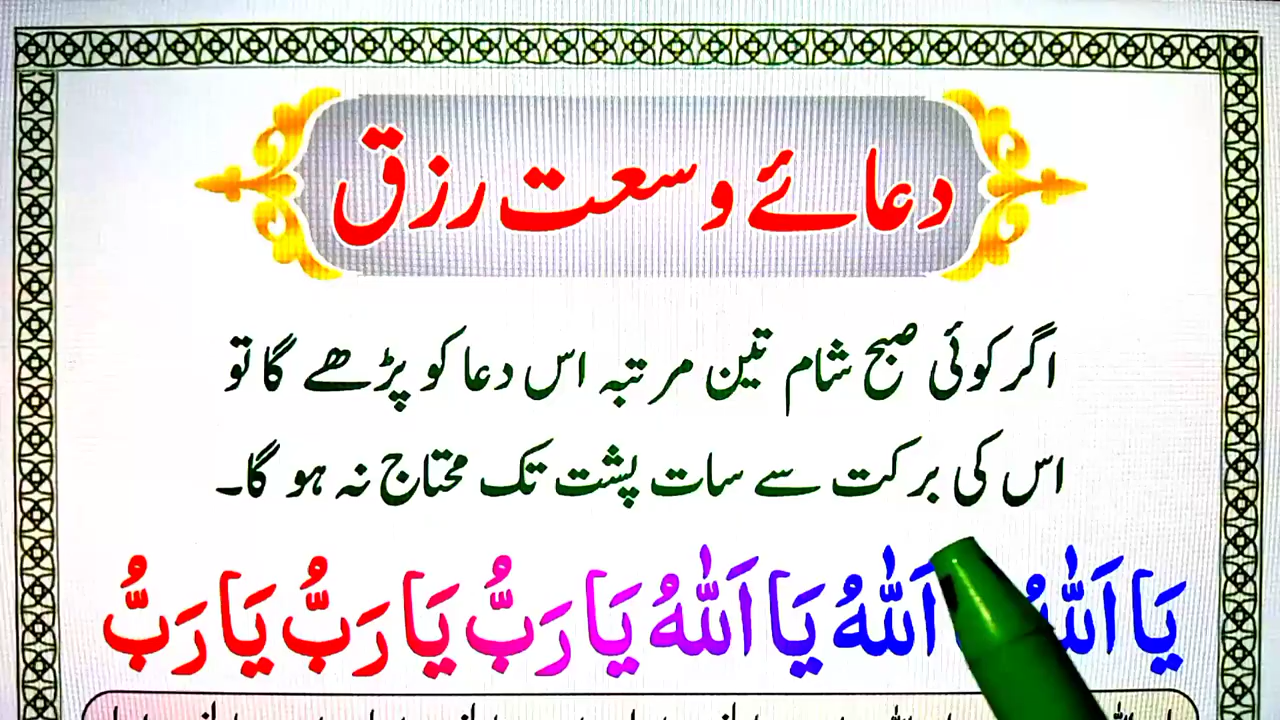 دعائے وسعت رزق
اگر کوئی صبح شام تین مرتبہ اس دعا کو پڑھے گا تو
اس کی برکت سے سات پشت تک محتاج نہ ہو گا۔
یَا اَللّٰهُ اَللّٰهُ یَا اَللّٰهُ یَا رَبُّ یَا رَبُّ یَا رَبُّ